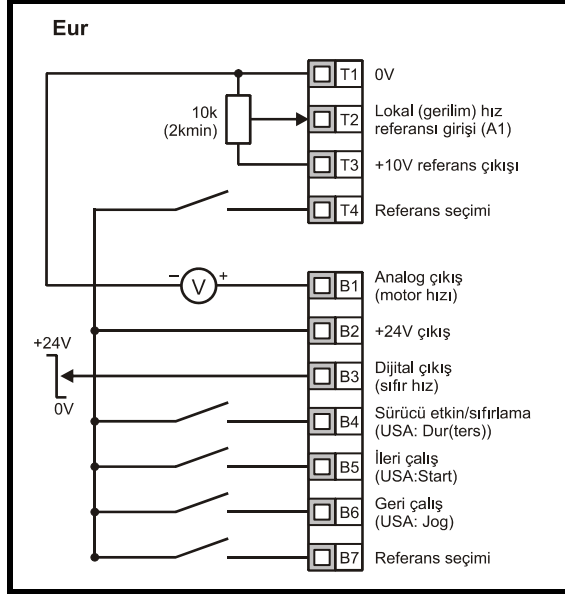 Eur
T1 0V
10k
(2kmin)
T2 Lokal (gerilim) hız
referansı girişi (A1)
T3 +10V referans çıkışı
T4 Referans seçimi
− V +
B1 Analog çıkış
(motor hızı)
B2 +24V çıkış
+24V
0V
B3 Dijital çıkış
(sıfır hız)
B4 Sürücü etkin/sıfırlama
(USA: Dur(ters))
B5 İleri çalış
(USA:Start)
B6 Geri çalış
(USA: Jog)
B7 Referans seçimi